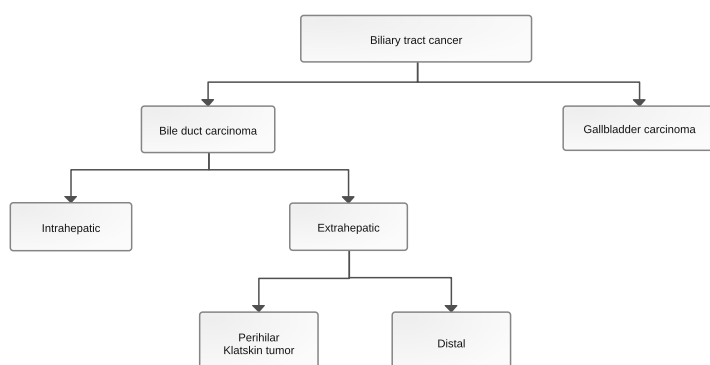 Biliary tract cancer
Bile duct carcinoma
Gallbladder carcinoma
Intrahepatic
Extrahepatic
Perihilar
Klatskin tumor
Distal